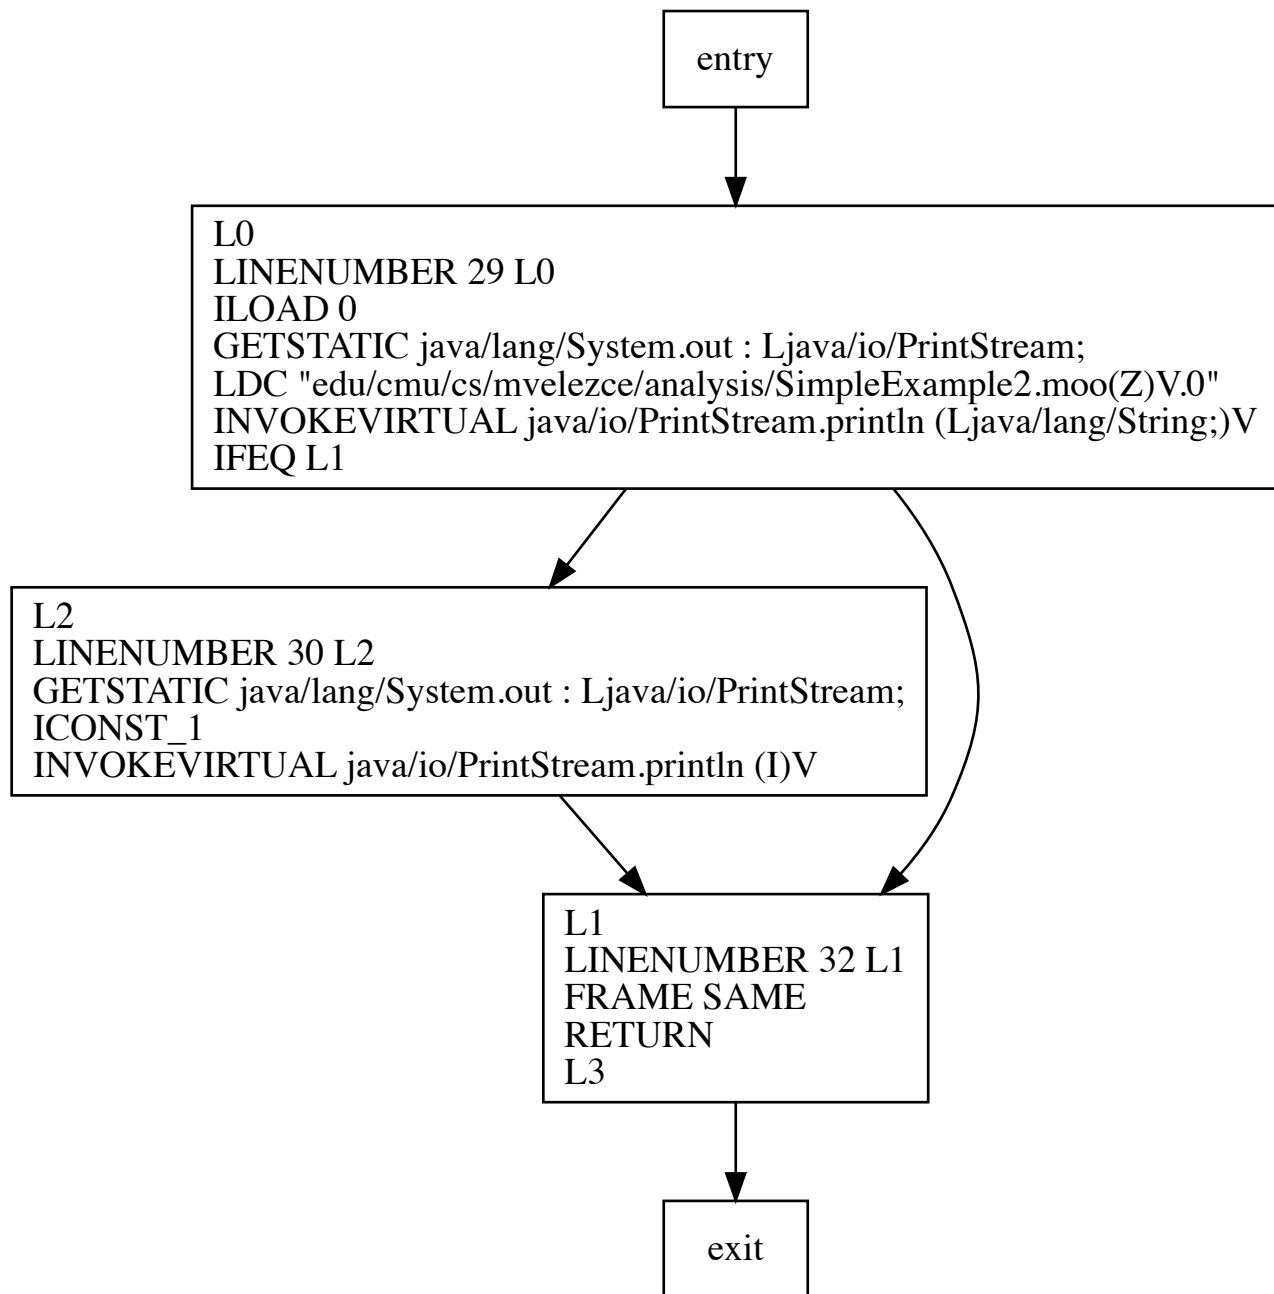 entry
L0
LINENUMBER 29 L0
ILOAD 0
GETSTATIC java/lang/System.out : Ljava/io/PrintStream;
LDC "edu/cmu/cs/mvelezce/analysis/SimpleExample2.moo(Z)V.0"
INVOKEVIRTUAL java/io/PrintStream.println (Ljava/lang/String;)V
IFEQ L1
L2
LINENUMBER 30 L2
GETSTATIC java/lang/System.out : Ljava/io/PrintStream;
ICONST_1
INVOKEVIRTUAL java/io/PrintStream.println (I)V
L1
LINENUMBER 32 L1
FRAME SAME
RETURN
L3
exit